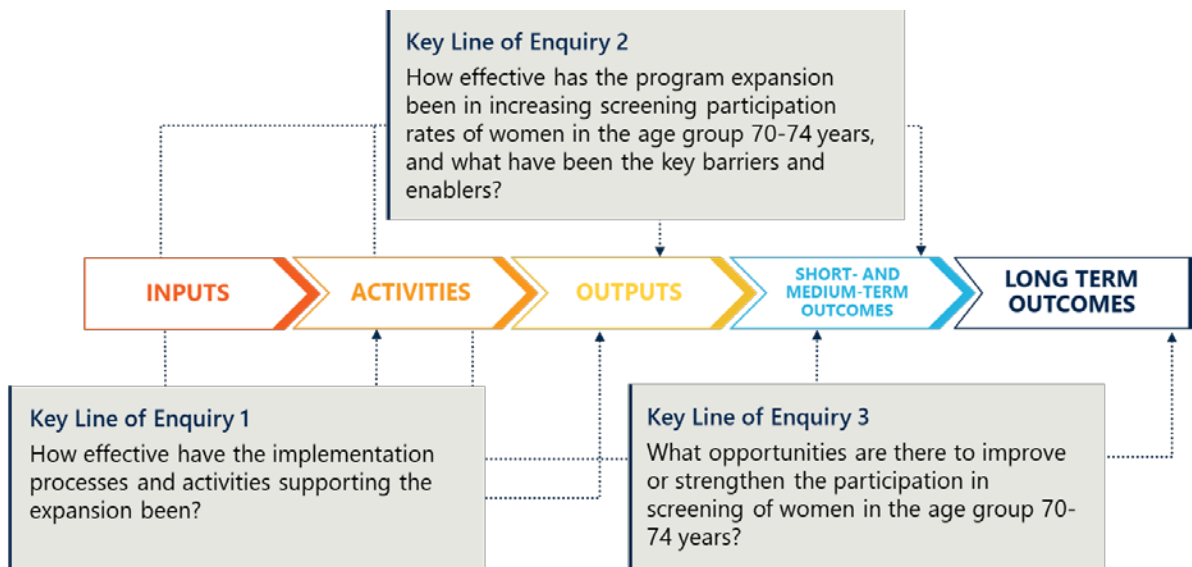 Key Line of Enquiry 2
How effective has the program expansion
been in increasing screening participation
rates of women in the age group 70-74 years,
and what have been the key barriers and
enablers?
INPUTS
ACTIVITIES
OUTPUTS
SHORT- AND
MEDIUM-TERM
OUTCOMES
LONG TERM
OUTCOMES
Key Line of Enquiry 1
How effective have the implementation
processes and activities supporting the
expansion been?
Key Line of Enquiry 3
What opportunities are there to improve
or strengthen the participation in
screening of women in the age group 70-
74 years?